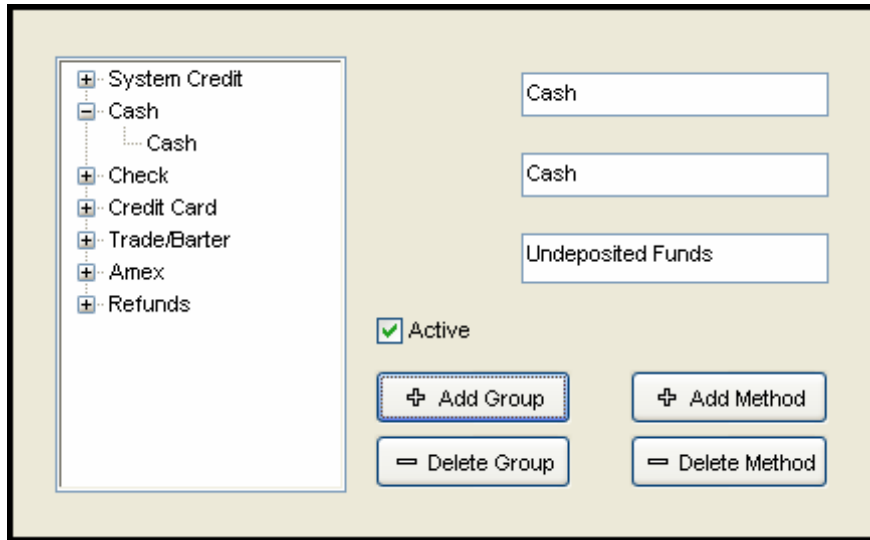 System Credit
Cash
Cash
Check
Credit Card
Trade/Barter
Amex
Refunds
Cash
Cash
Undeposited Funds
Active
Add Group
Add Method
Delete Group
Delete Method